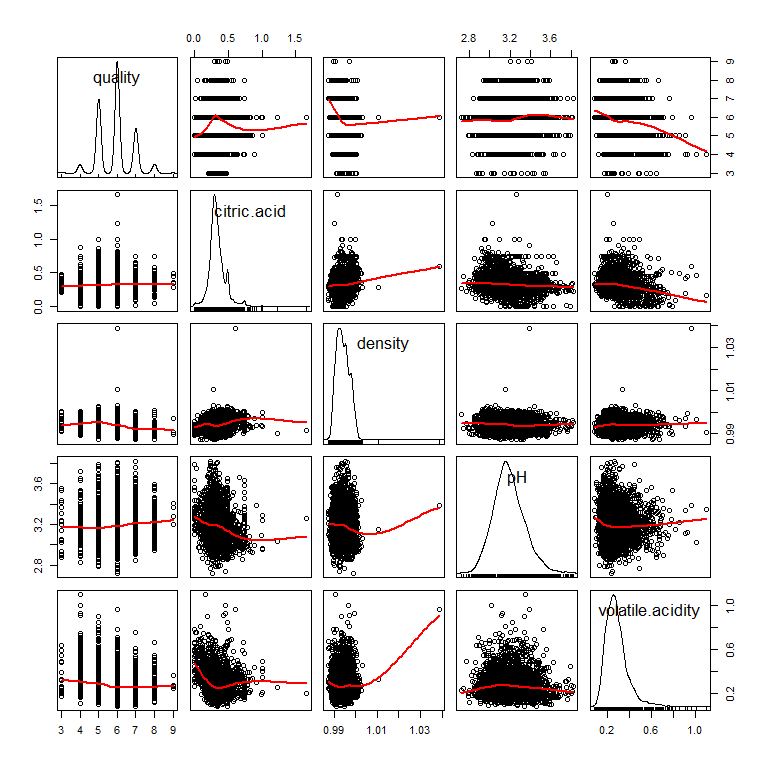 0.0 0.5 1.0 1.5 2.8 3.2 3.6
quality
3 4 5 6 7 8 9
0.0 0.5 1.0 1.5
citric.acid
density
0.99 1.01 1.03
2.8 3.2 3.6
pH
volatile.acidity
0.2 0.6 1.0
3 4 5 6 7 8 9 0.99 1.01 1.03 0.2 0.6 1.0